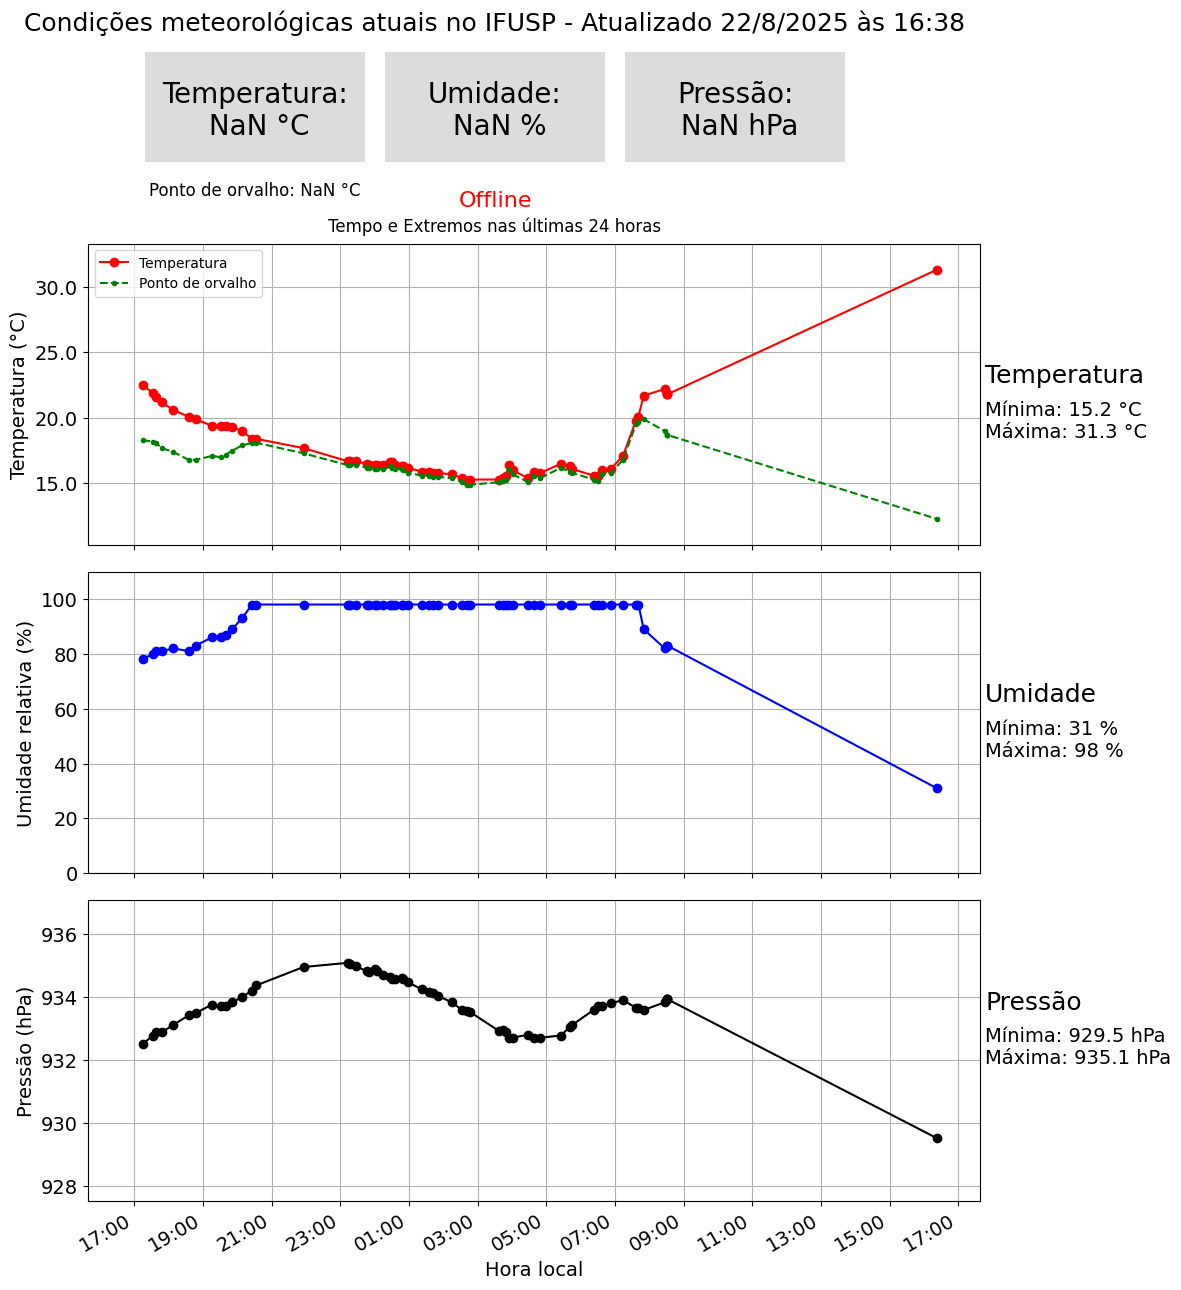 Condições meteorológicas atuais no IFUSP - Atualizado 22/8/2025 às 16:38
Temperatura:
NaN °C
Umidade:
NaN %
Pressão:
NaN hPa
Ponto de orvalho: NaN °C
Offline
Tempo e Extremos nas últimas 24 horas
Temperatura
Ponto de orvalho
Temperatura (°C)
30.0
25.0
20.0
15.0
Temperatura
Mínima: 15.2 °C
Máxima: 31.3 °C
Umidade relativa (%)
100
80
60
40
20
0
Umidade
Mínima: 31 %
Máxima: 98 %
Pressão (hPa)
936
934
932
930
928
Pressão
Mínima: 929.5 hPa
Máxima: 935.1 hPa
17:00 19:00 21:00 23:00 01:00 03:00 05:00 07:00 09:00 11:00 13:00 15:00 17:00
Hora local